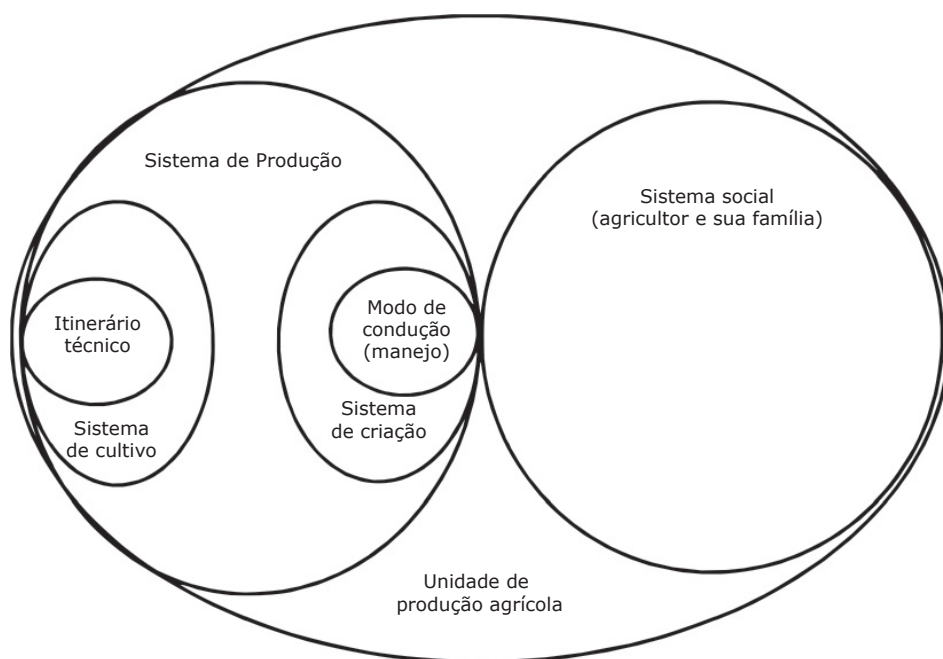 Sistema de Produção
Sistema social
(agricultor e sua família)
Itinerário
técnico
Modo de
condução
(manejo)
Sistema
de cultivo
Sistema
de criação
Unidade de
produção agrícola